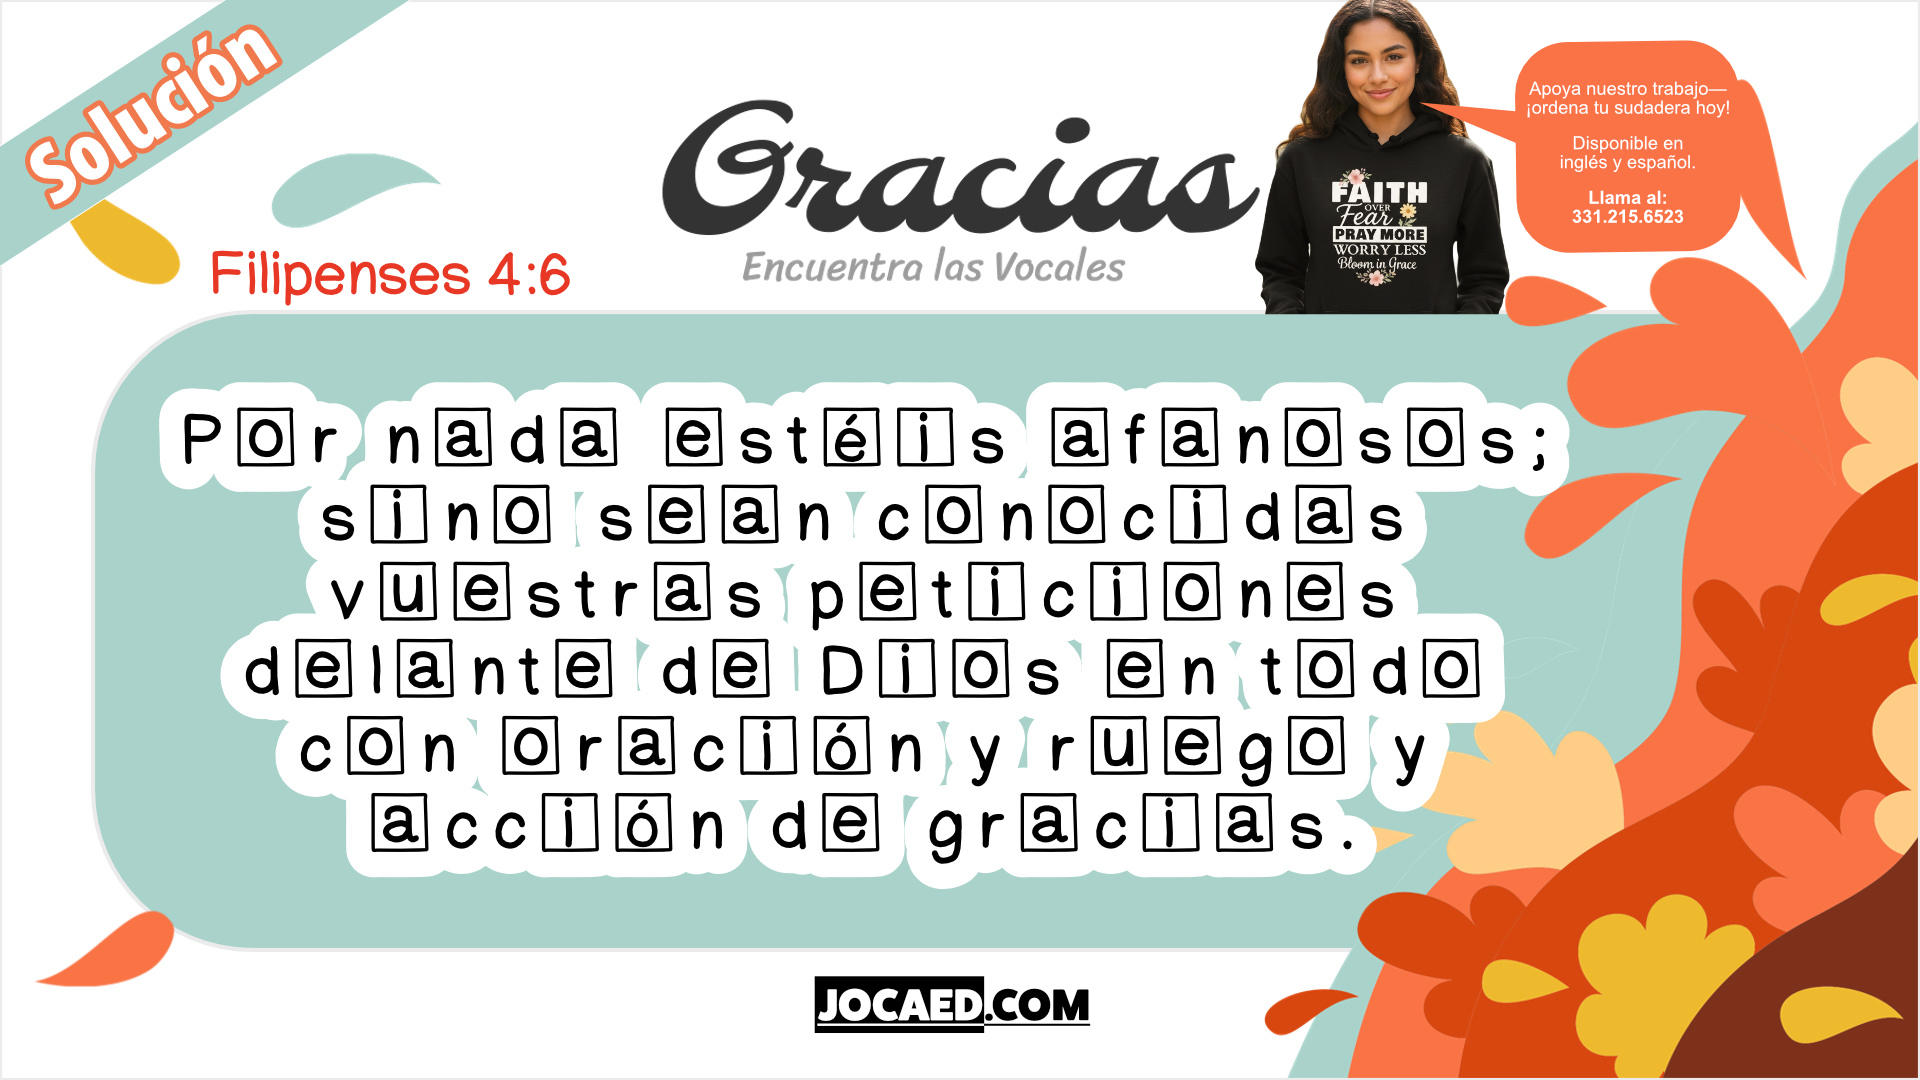 Solución
Gracias
Encuentra las Vocales
Filipenses 4:6
Apoya nuestro trabajo—
¡ordena tu sudadera hoy!
Disponible en
inglés y español.
Llama al:
331.215.6523
FAITH
OVER
Fear
PRAY MORE
WORRY LESS
Bloom in Grace
Por nada estéis afanosos;
sino sean conocidas
vuestras peticiones
delante de Dios en todo
con oración y ruego y
acción de gracias.
JOCAED.COM